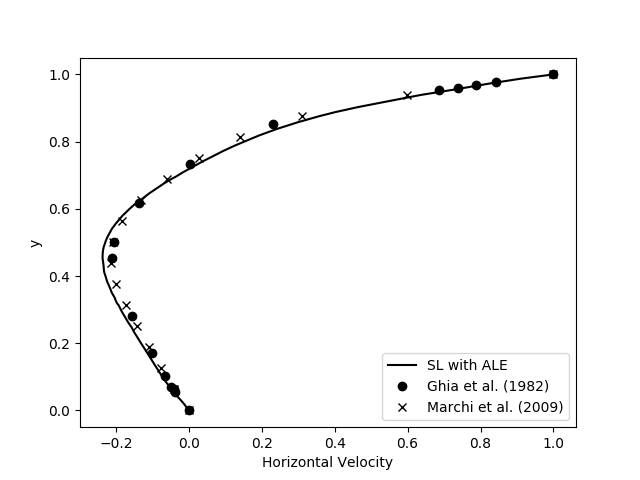 1.0
0.8
0.6
0.4
0.2
0.0
y
−0.2 0.0 0.2 0.4 0.6 0.8 1.0
Horizontal Velocity
SL with ALE
Ghia et al. (1982)
Marchi et al. (2009)